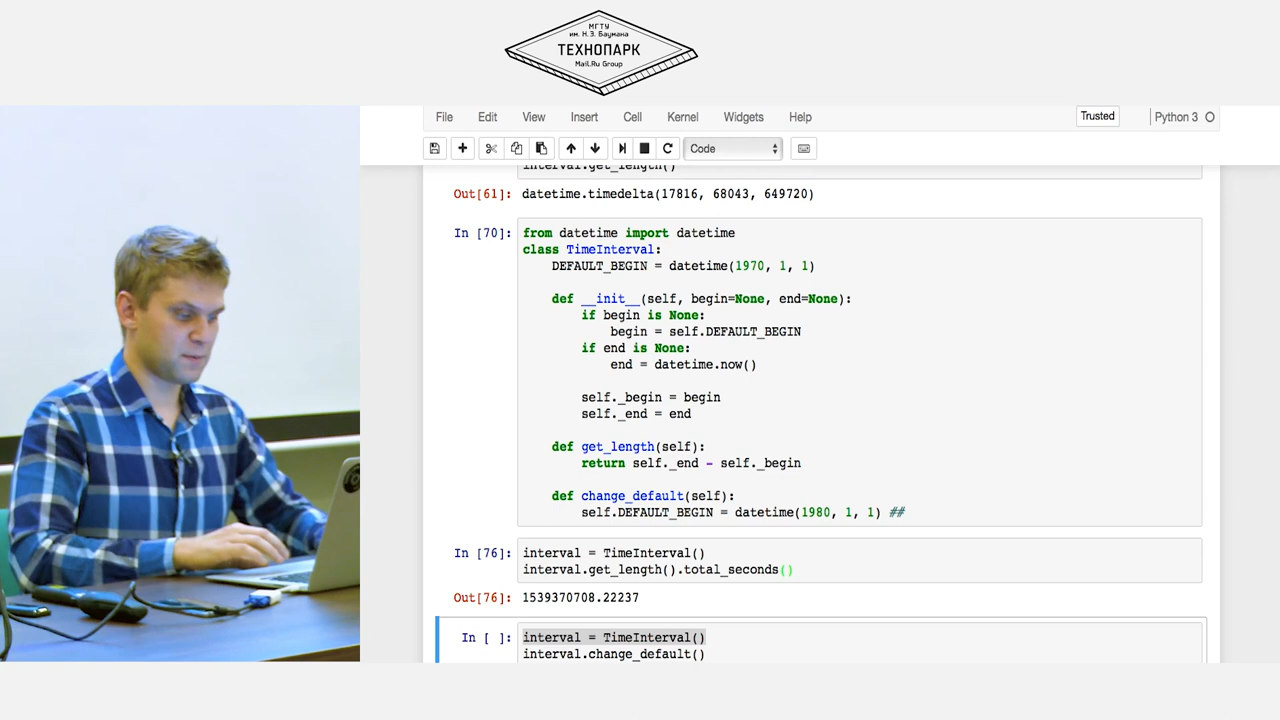 МГТУ
им. Н.Э. Баумана
ТЕХНОПАРК
Mail.Ru Group
File Edit View Insert Cell Kernel Widgets Help Trusted Python 3
Code
interval.get_length()
Out[61]: datetime.timedelta(17816, 68043, 649720)
In [70]: from datetime import datetime
class TimeInterval:
    DEFAULT_BEGIN = datetime(1970, 1, 1)
    def __init__(self, begin=None, end=None):
        if begin is None:
            begin = self.DEFAULT_BEGIN
        if end is None:
            end = datetime.now()
        self._begin = begin
        self._end = end
    def get_length(self):
        return self._end - self._begin
    def change_default(self):
        self.DEFAULT_BEGIN = datetime(1980, 1, 1) ##
In [76]: interval = TimeInterval()
interval.get_length().total_seconds()
Out[76]: 1539370708.22237
In [ ]: interval = TimeInterval()
interval.change_default()